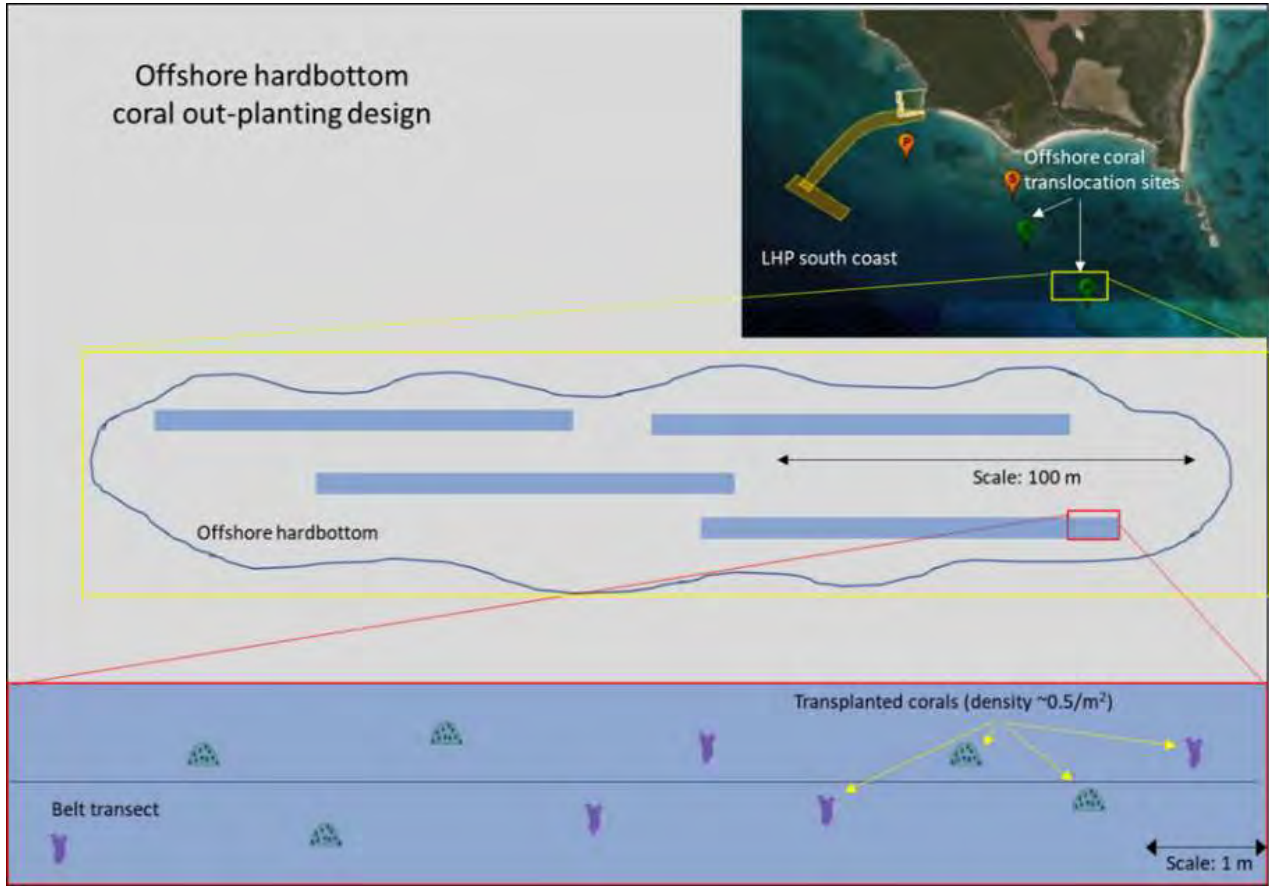 Offshore hardbottom
coral out-planting design
P
Offshore coral
translocation sites
S
LHP south coast
Scale: 100 m
Offshore hardbottom
Transplanted corals (density ~0.5/m²)
Belt transect
Scale: 1 m